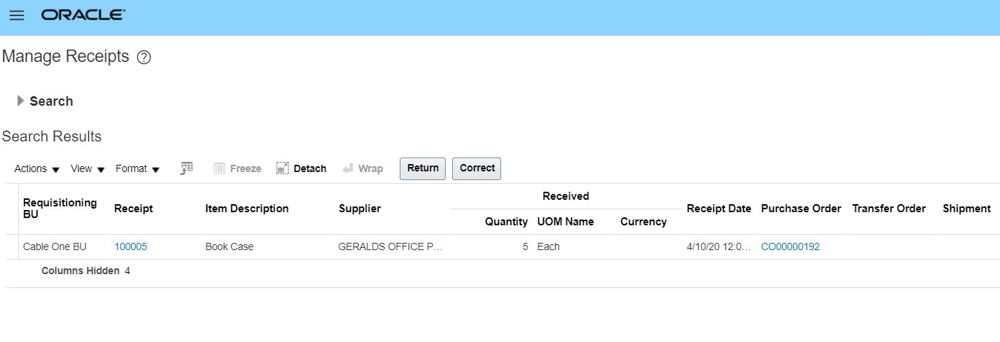 ORACLE
Manage Receipts ?
Search
Search Results
Actions View Format Freeze Detach Wrap Return Correct
Requisitioning BU Receipt Item Description Supplier Received Quantity UOM Name Currency Receipt Date Purchase Order Transfer Order Shipment
Cable One BU 100005 Book Case GERALDS OFFICE P... 5 Each 4/10/20 12:0... CO00000192
Columns Hidden 4